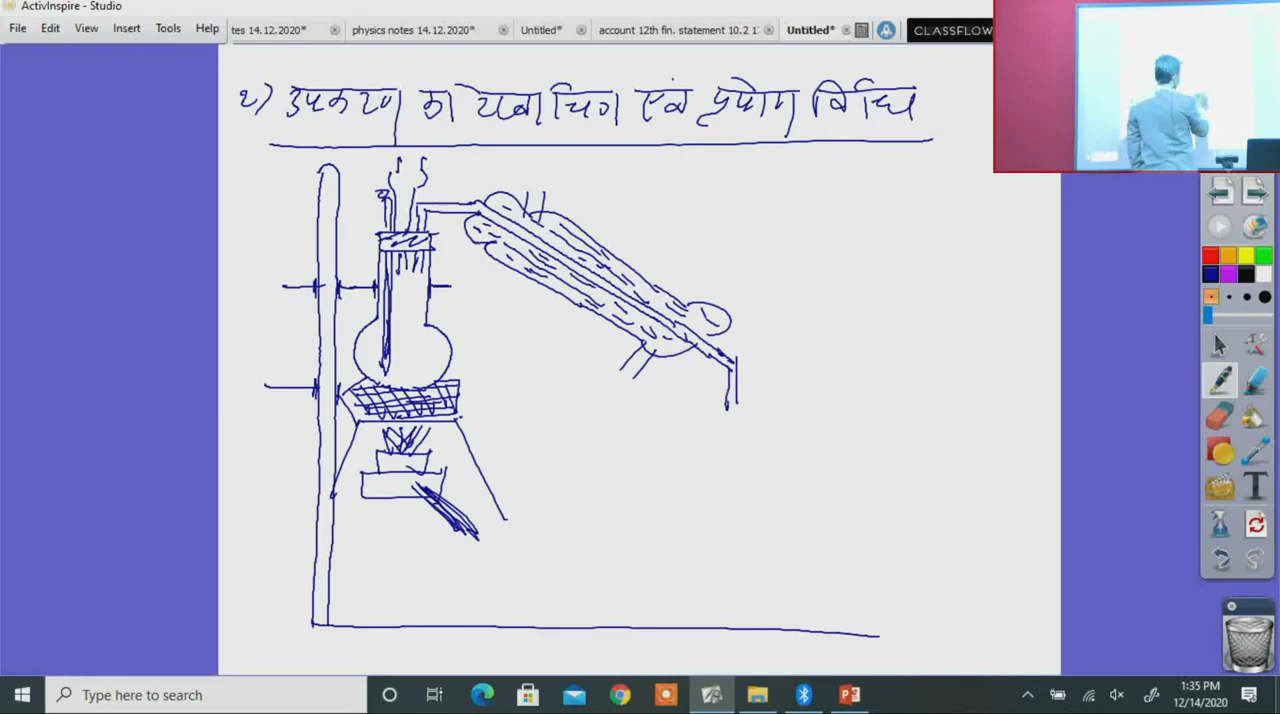 ActivInspire - Studio
File Edit View Insert Tools Help tes 14.12.2020* physics notes 14.12.2020* Untitled* account 12th fin. statement 10.2 1 Untitled* CLASSFLOW
२) उपकरण का रेखाचित्र एवं प्रयोग विधि
Type here to search
1:35 PM
12/14/2020